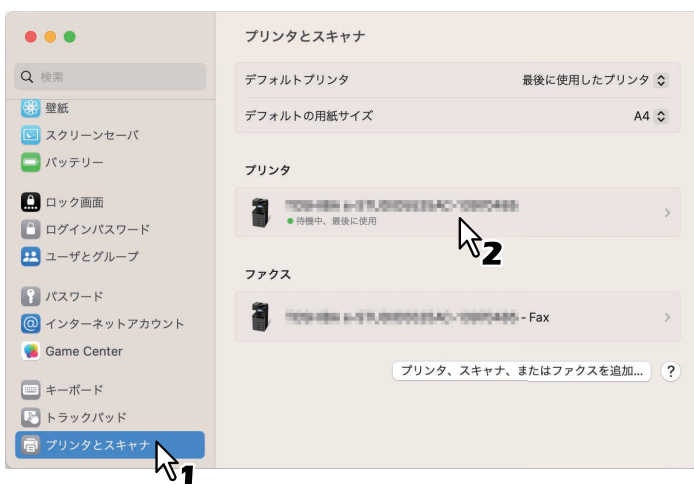 プリンタとスキャナ
検索
デフォルトプリンタ 最後に使用したプリンタ
デフォルトの用紙サイズ A4
壁紙
スクリーンセーバ
バッテリー
ロック画面
ログインパスワード
ユーザとグループ
パスワード
インターネットアカウント
Game Center
キーボード
トラックパッド
プリンタとスキャナ
1
プリンタ
待機中、最後に使用
2
ファクス
- Fax
プリンタ、スキャナ、またはファクスを追加... ?